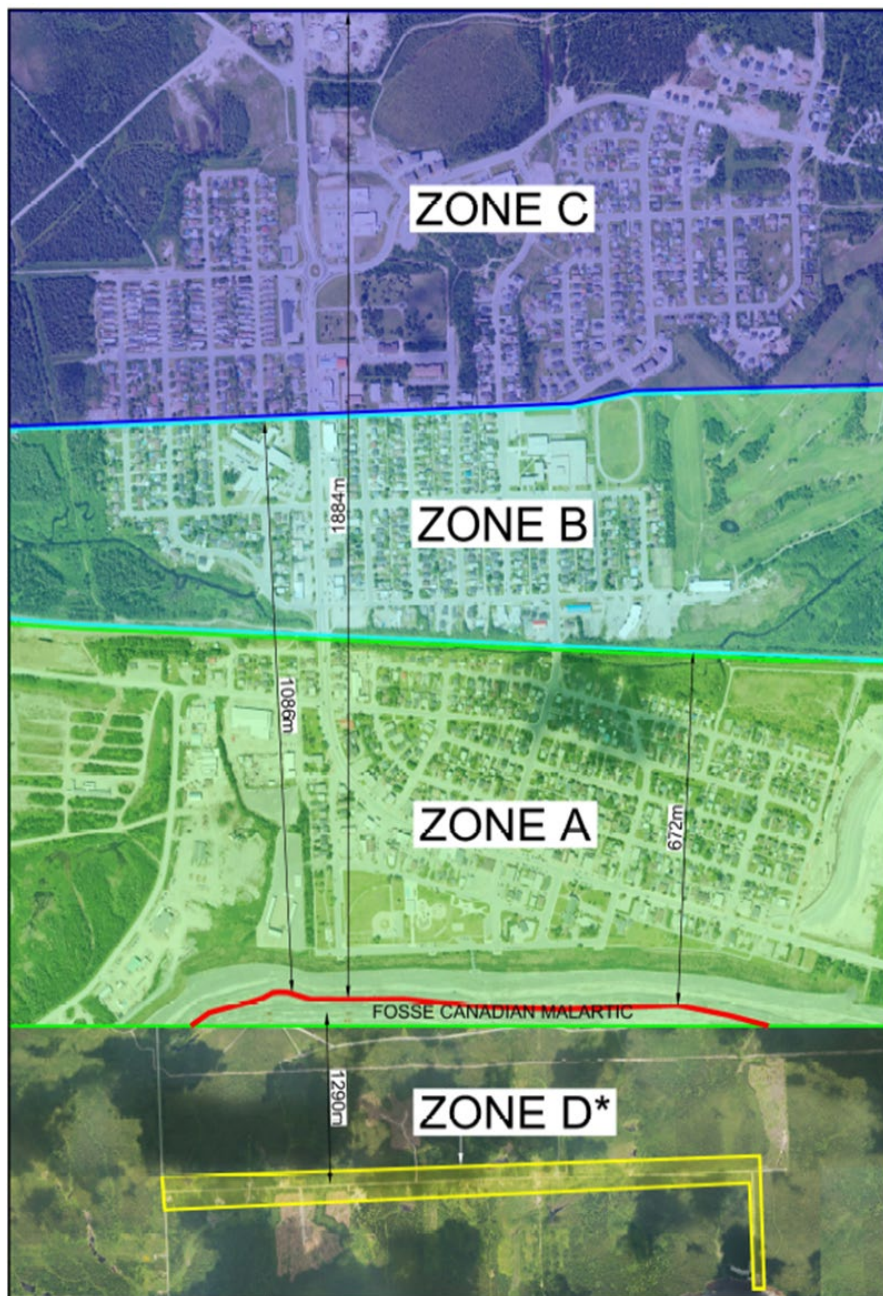 ZONE C
1884m
ZONE B
1086m
ZONE A
672m
FOSSE CANADIAN MALARTIC
1290m
ZONE D*